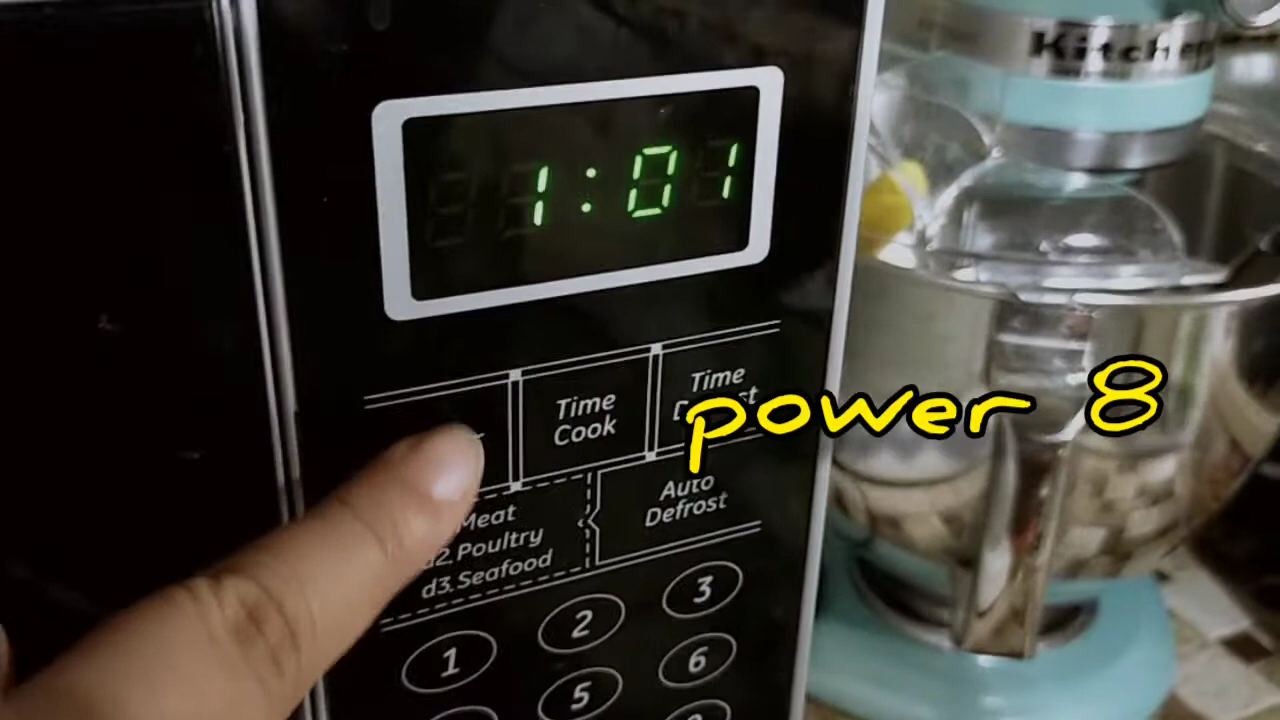 Kitchen
1:01
Time
Cook
Time
power 8
Auto
Defrost
Meat
d2. Poultry
d3. Seafood
1
2
3
5
6